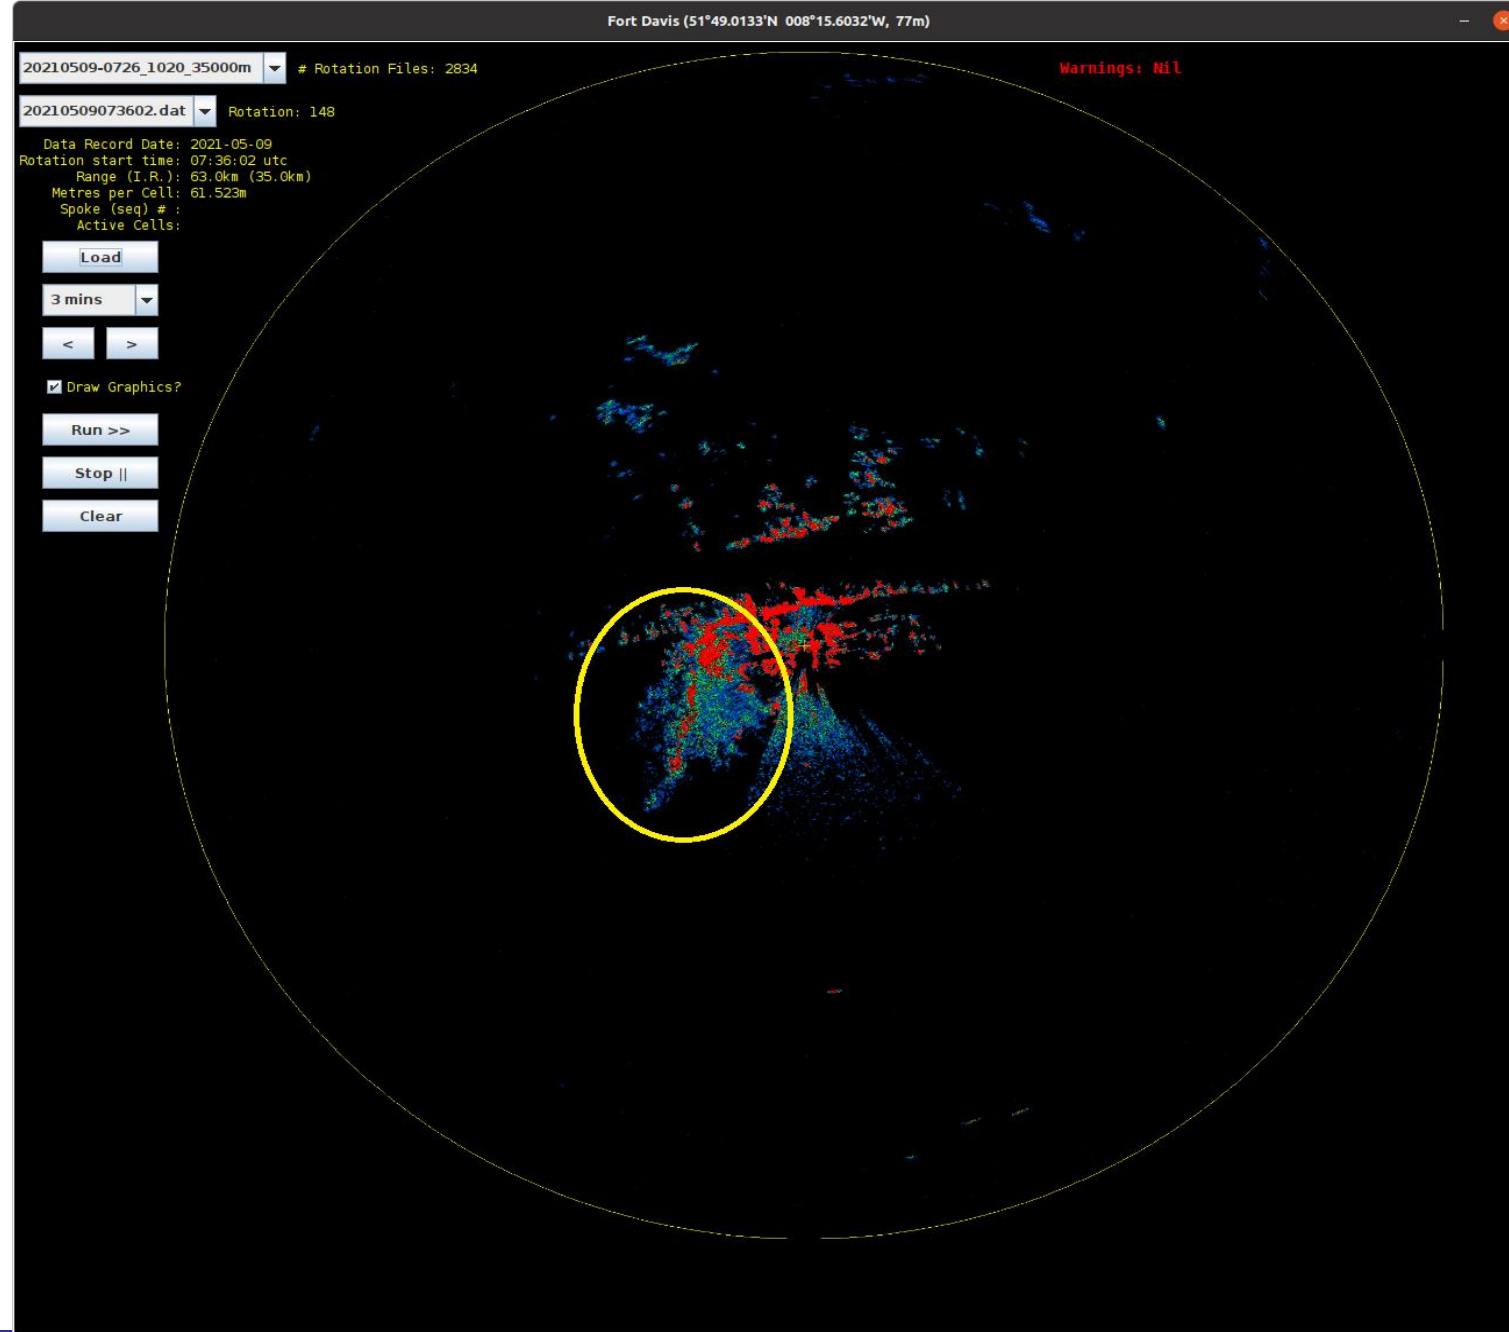 Fort Davis (51°49.0133'N 008°15.6032'W, 77m)
20210509-0726_1020_35000m # Rotation Files: 2834
Warnings: Nil
20210509073602.dat Rotation: 148
Data Record Date: 2021-05-09
Rotation start time: 07:36:02 utc
Range (I.R.): 63.0km (35.0km)
Metres per Cell: 61.523m
Spoke (seq) # :
Active Cells:
Load
3 mins
< >
Draw Graphics?
Run >>
Stop ||
Clear